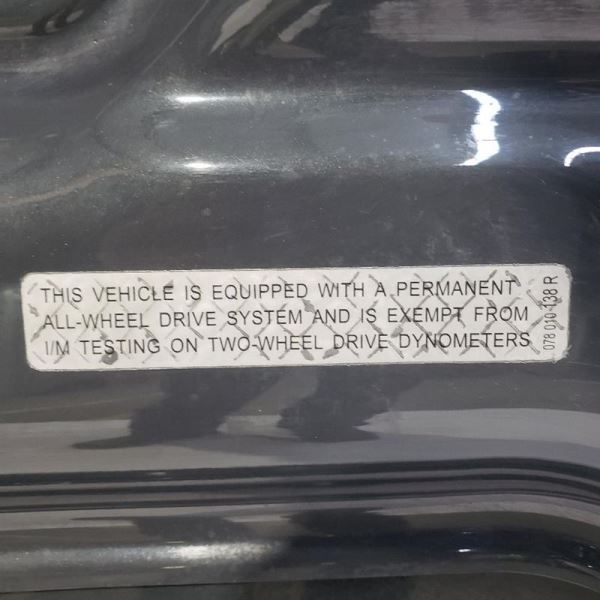 THIS VEHICLE IS EQUIPPED WITH A PERMANENT
ALL-WHEEL DRIVE SYSTEM AND IS EXEMPT FROM
I/M TESTING ON TWO-WHEEL DRIVE DYNOMETERS
078 010 138 R